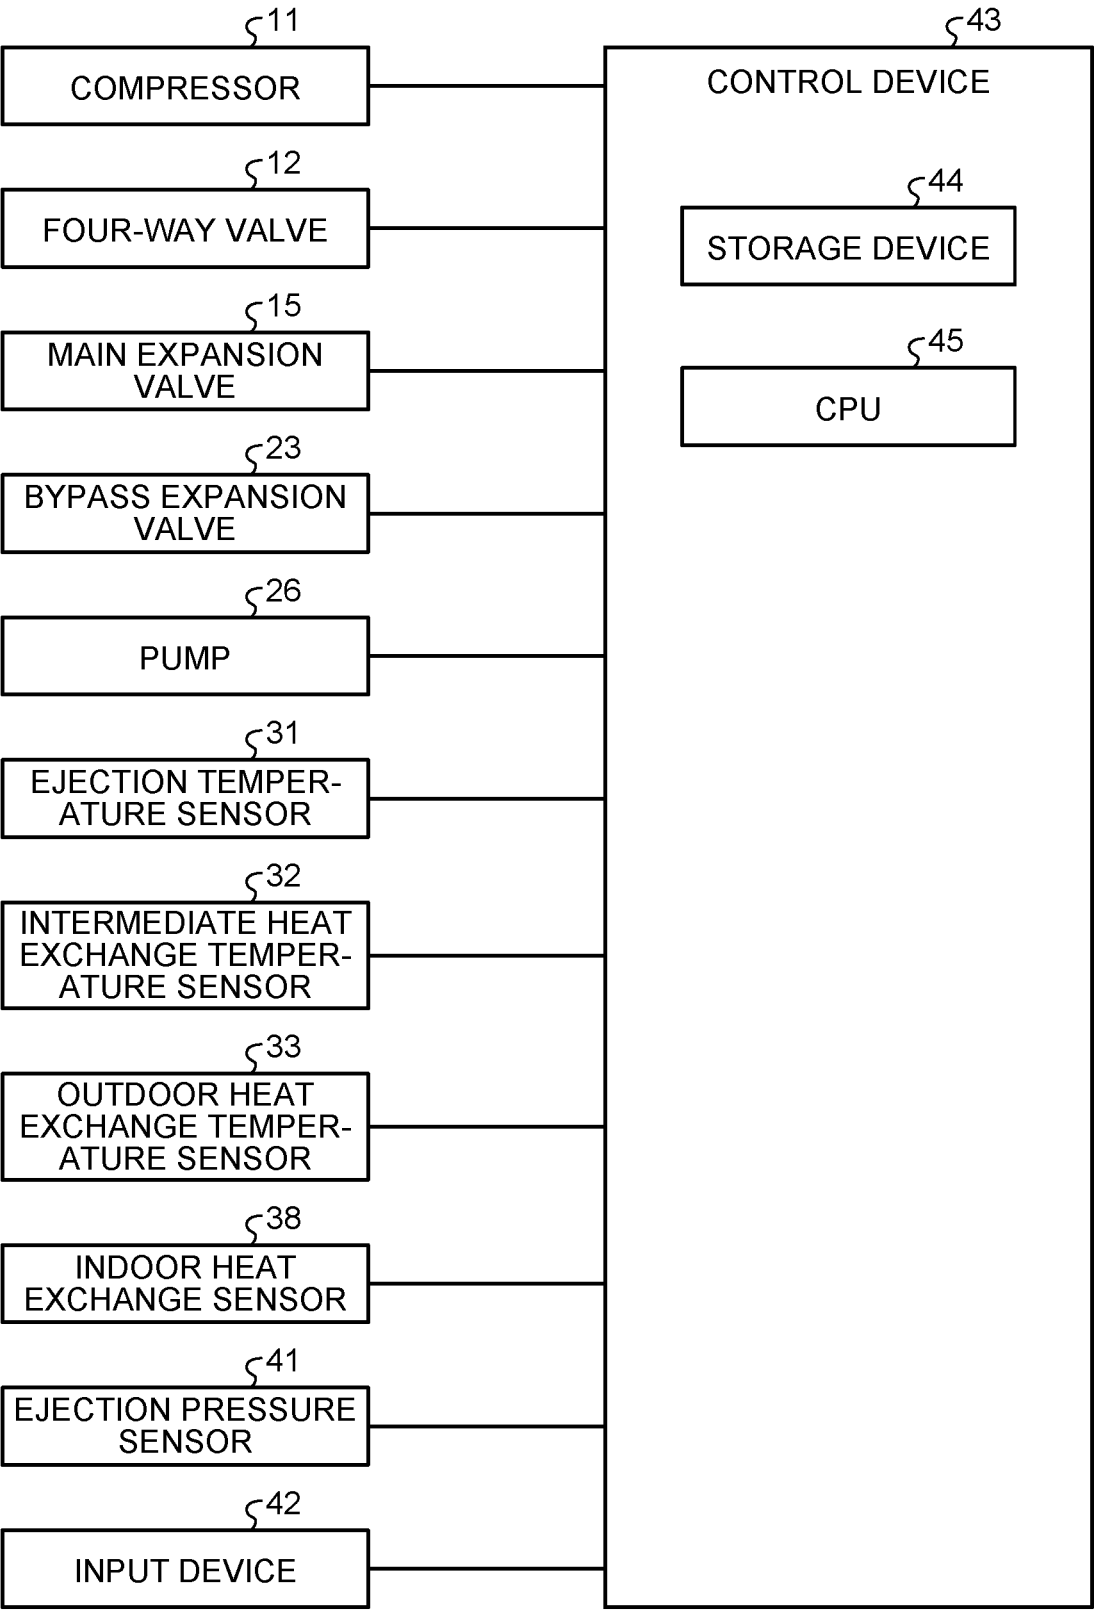 11
COMPRESSOR
12
FOUR-WAY VALVE
15
MAIN EXPANSION
VALVE
23
BYPASS EXPANSION
VALVE
26
PUMP
31
EJECTION TEMPER-
ATURE SENSOR
32
INTERMEDIATE HEAT
EXCHANGE TEMPER-
ATURE SENSOR
33
OUTDOOR HEAT
EXCHANGE TEMPER-
ATURE SENSOR
38
INDOOR HEAT
EXCHANGE SENSOR
41
EJECTION PRESSURE
SENSOR
42
INPUT DEVICE
43
CONTROL DEVICE
44
STORAGE DEVICE
45
CPU